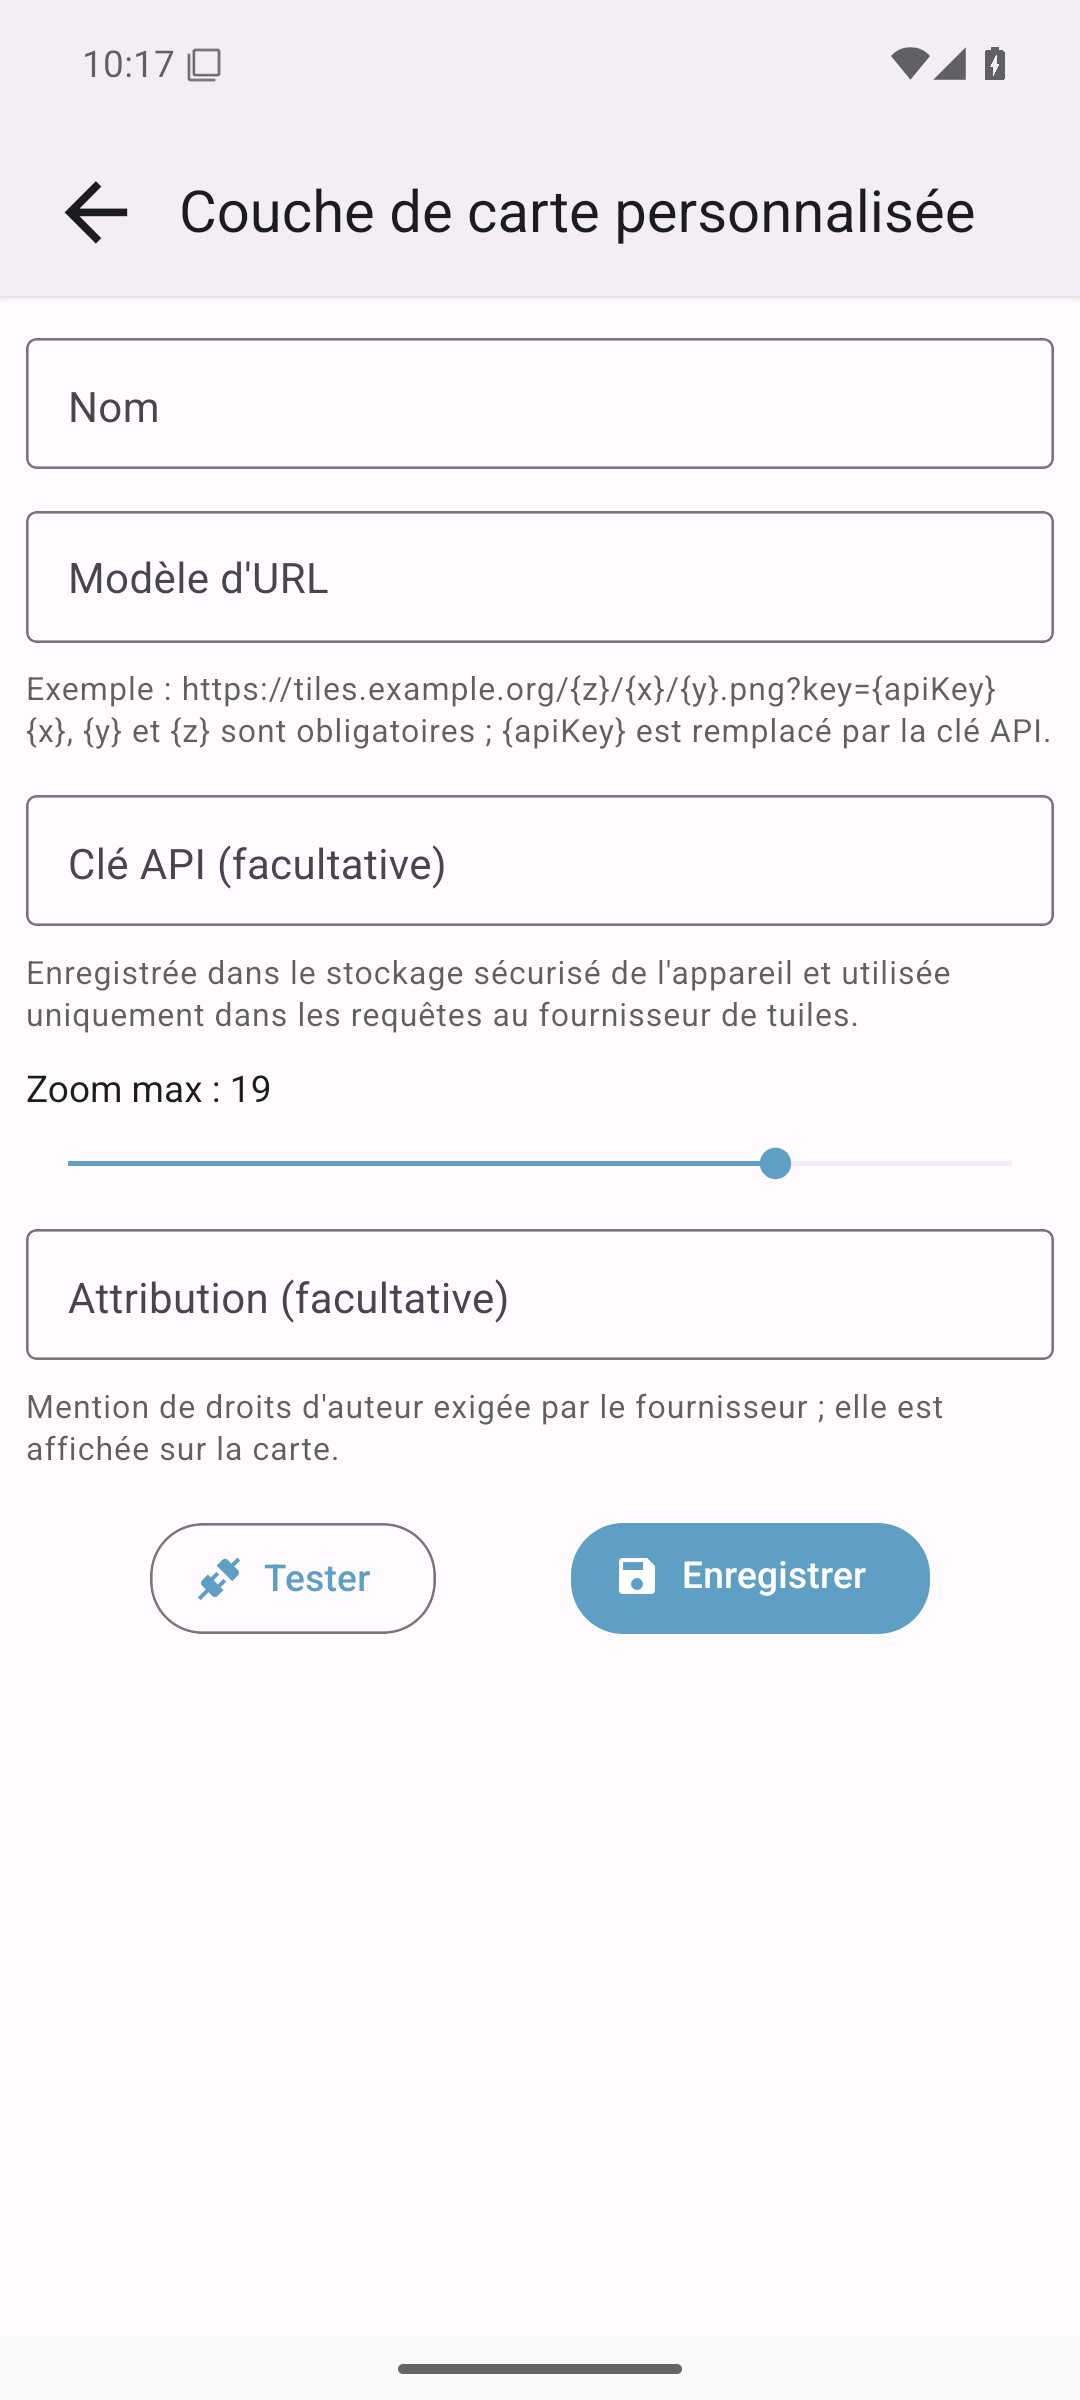 10:17
Couche de carte personnalisée
Nom
Modèle d'URL
Exemple : https://tiles.example.org/{z}/{x}/{y}.png?key={apiKey}
{x}, {y} et {z} sont obligatoires ; {apiKey} est remplacé par la clé API.
Clé API (facultative)
Enregistrée dans le stockage sécurisé de l'appareil et utilisée
uniquement dans les requêtes au fournisseur de tuiles.
Zoom max : 19
Attribution (facultative)
Mention de droits d'auteur exigée par le fournisseur ; elle est
affichée sur la carte.
Tester
Enregistrer